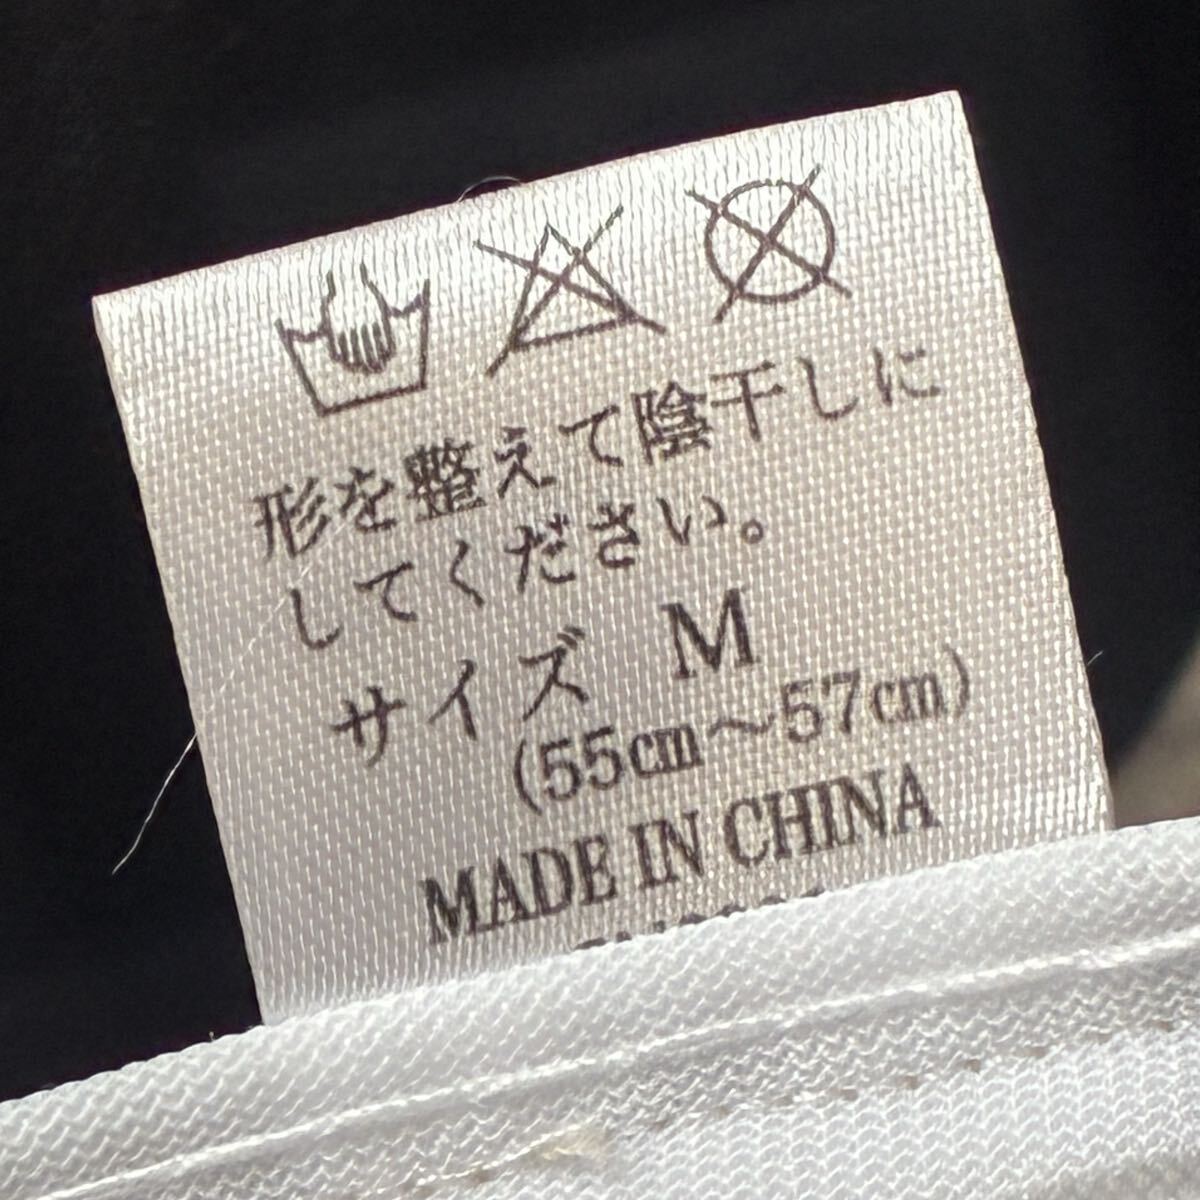 形を整えて陰干しに
してください。
サイズ M
(55cm～57cm)
MADE IN CHINA